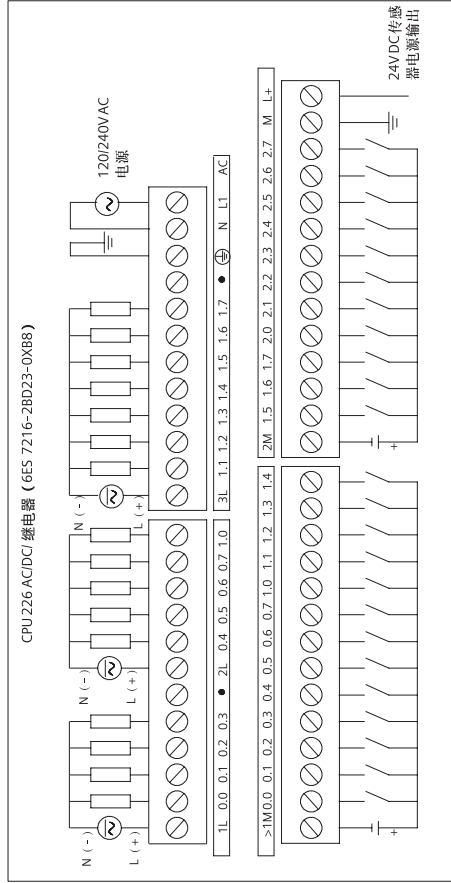 CPU 226 AC/DC/ 继电器 ( 6ES 7216-2BD23-0XB8 )
120/240V AC
电源
N (-)
L (+)
N (-)
L (+)
N (-)
L (+)
1L 0.0 0.1 0.2 0.3 • 2L 0.4 0.5 0.6 0.7 1.0
3L 1.1 1.2 1.3 1.4 1.5 1.6 1.7 • N L1 AC
>1M 0.0 0.1 0.2 0.3 0.4 0.5 0.6 0.7 1.0 1.1 1.2 1.3 1.4
2M 1.5 1.6 1.7 2.0 2.1 2.2 2.3 2.4 2.5 2.6 2.7 M L+
+
+
24V DC 传感
器电源输出